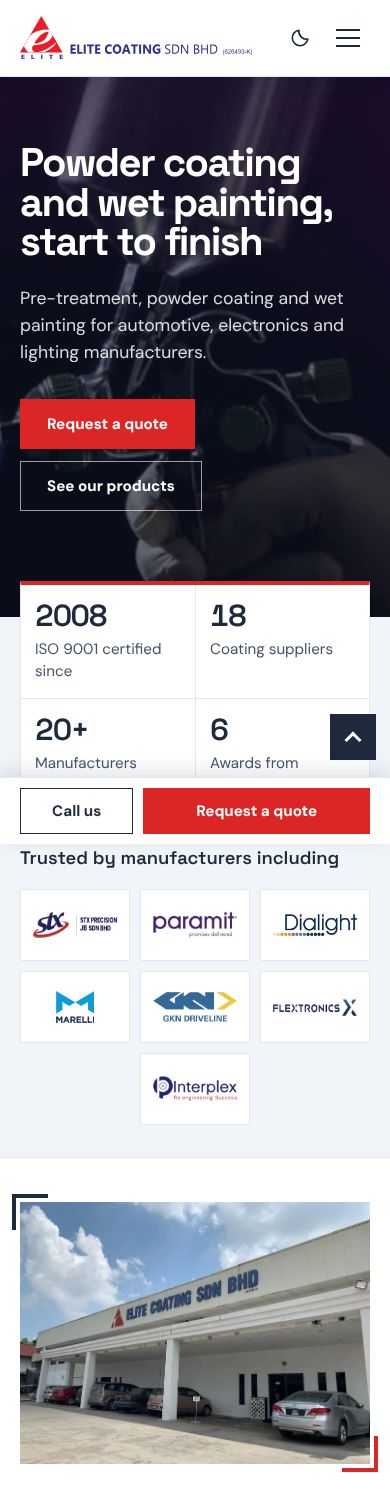 ELITE
ELITE COATING SDN BHD (626493-K)
Powder coating
and wet painting,
start to finish
Pre-treatment, powder coating and wet
painting for automotive, electronics and
lighting manufacturers.
Request a quote
See our products
2008
ISO 9001 certified
since
18
Coating suppliers
20+
Manufacturers
6
Awards from
Call us
Request a quote
Trusted by manufacturers including
stx
STX PRECISION
JB SDN BHD
paramit
promises delivered
Dialight
MARELLI
GKN
GKN DRIVELINE
FLEXTRONICS
Interplex
Re-engineering Success
ELITE COATING SDN BHD